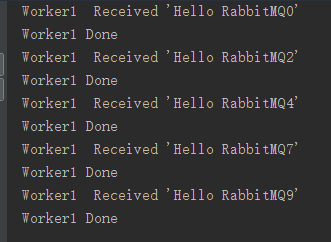 Worker1  Received 'Hello RabbitMQ0'
Worker1 Done
Worker1  Received 'Hello RabbitMQ2'
Worker1 Done
Worker1  Received 'Hello RabbitMQ4'
Worker1 Done
Worker1  Received 'Hello RabbitMQ7'
Worker1 Done
Worker1  Received 'Hello RabbitMQ9'
Worker1 Done